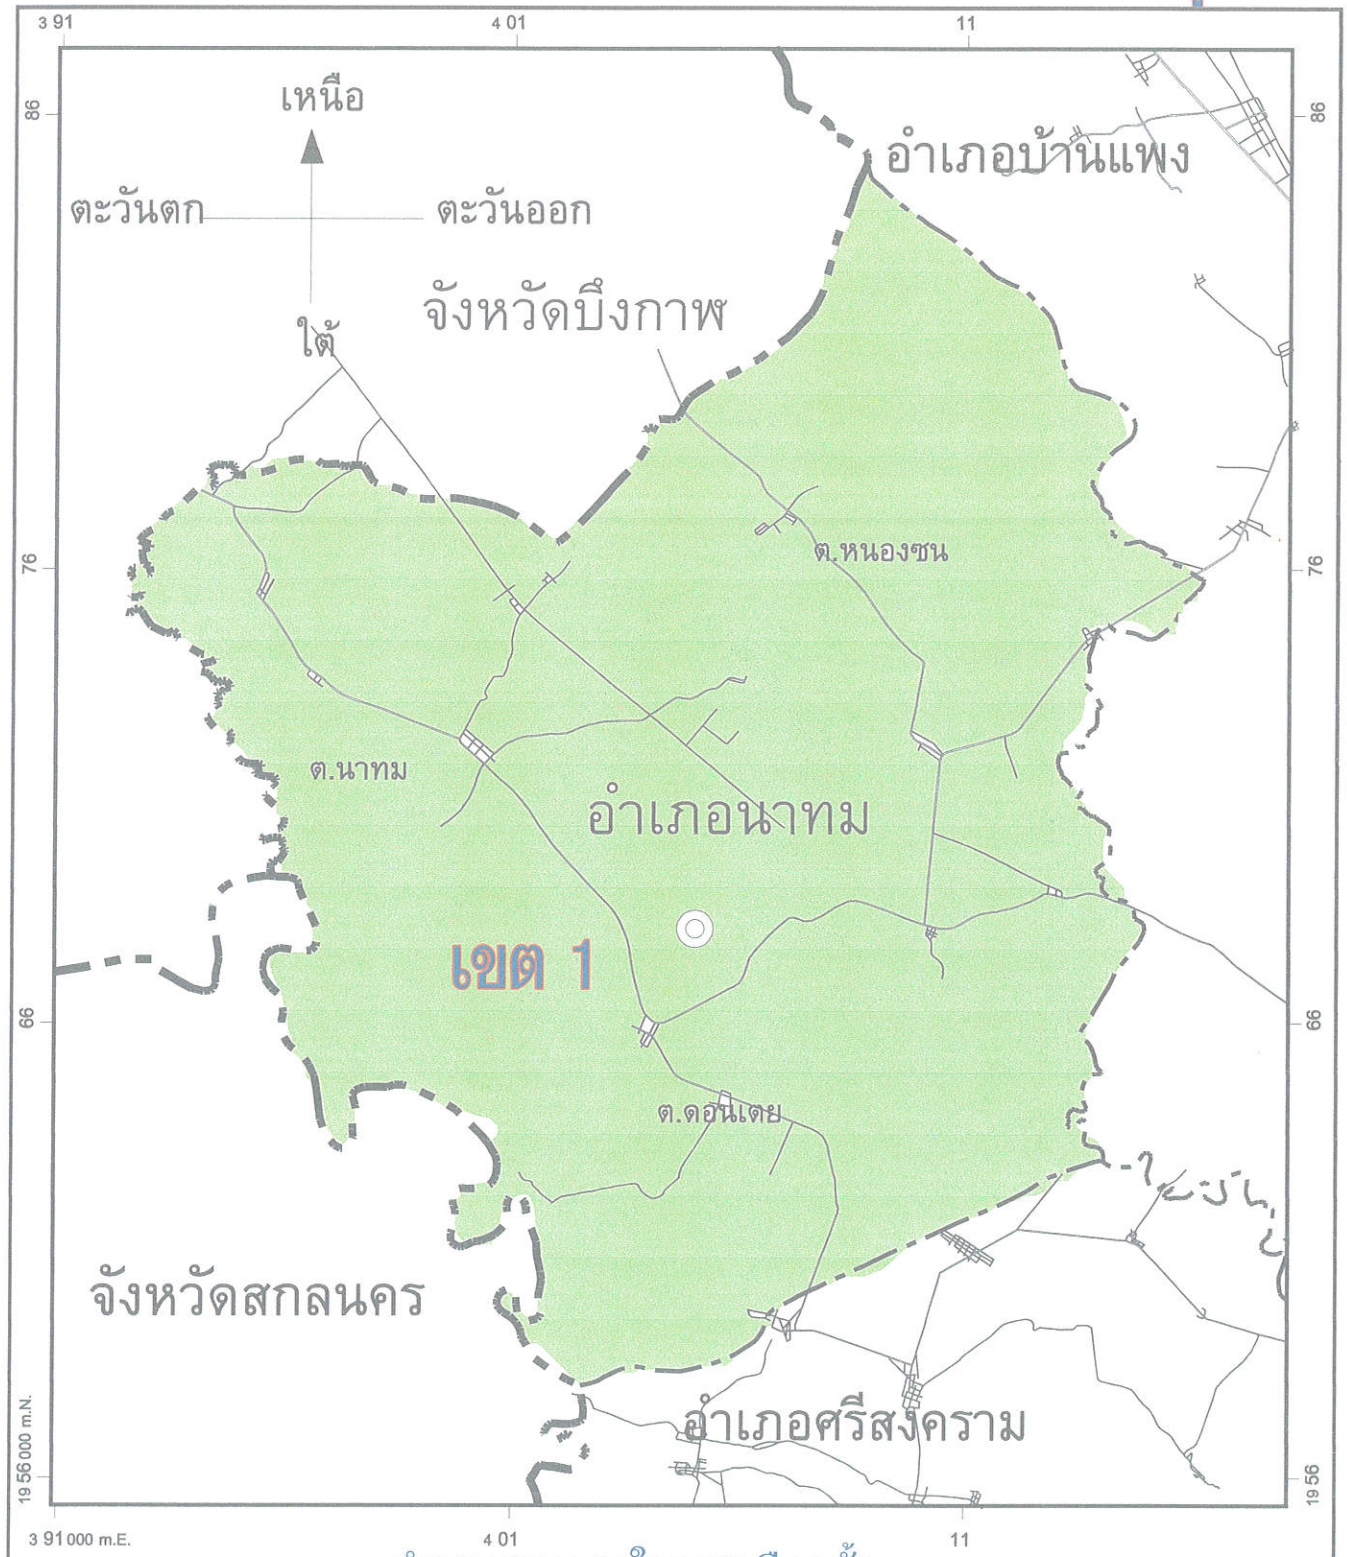 3 91
4 01
11
86
86
เหนือ
อำเภอบ้านแพง
ตะวันตก
ตะวันออก
จังหวัดบึงกาพ
ใต้
76
76
ต.หนองซน
ต.นาทม
อำเภอนาทม
เขต 1
66
66
ต.ดอนเตย
จังหวัดสกลนคร
อำเภอศรีสงคราม
19 56 000 m.N.
19 56
3 91 000 m.E.
4 01
11